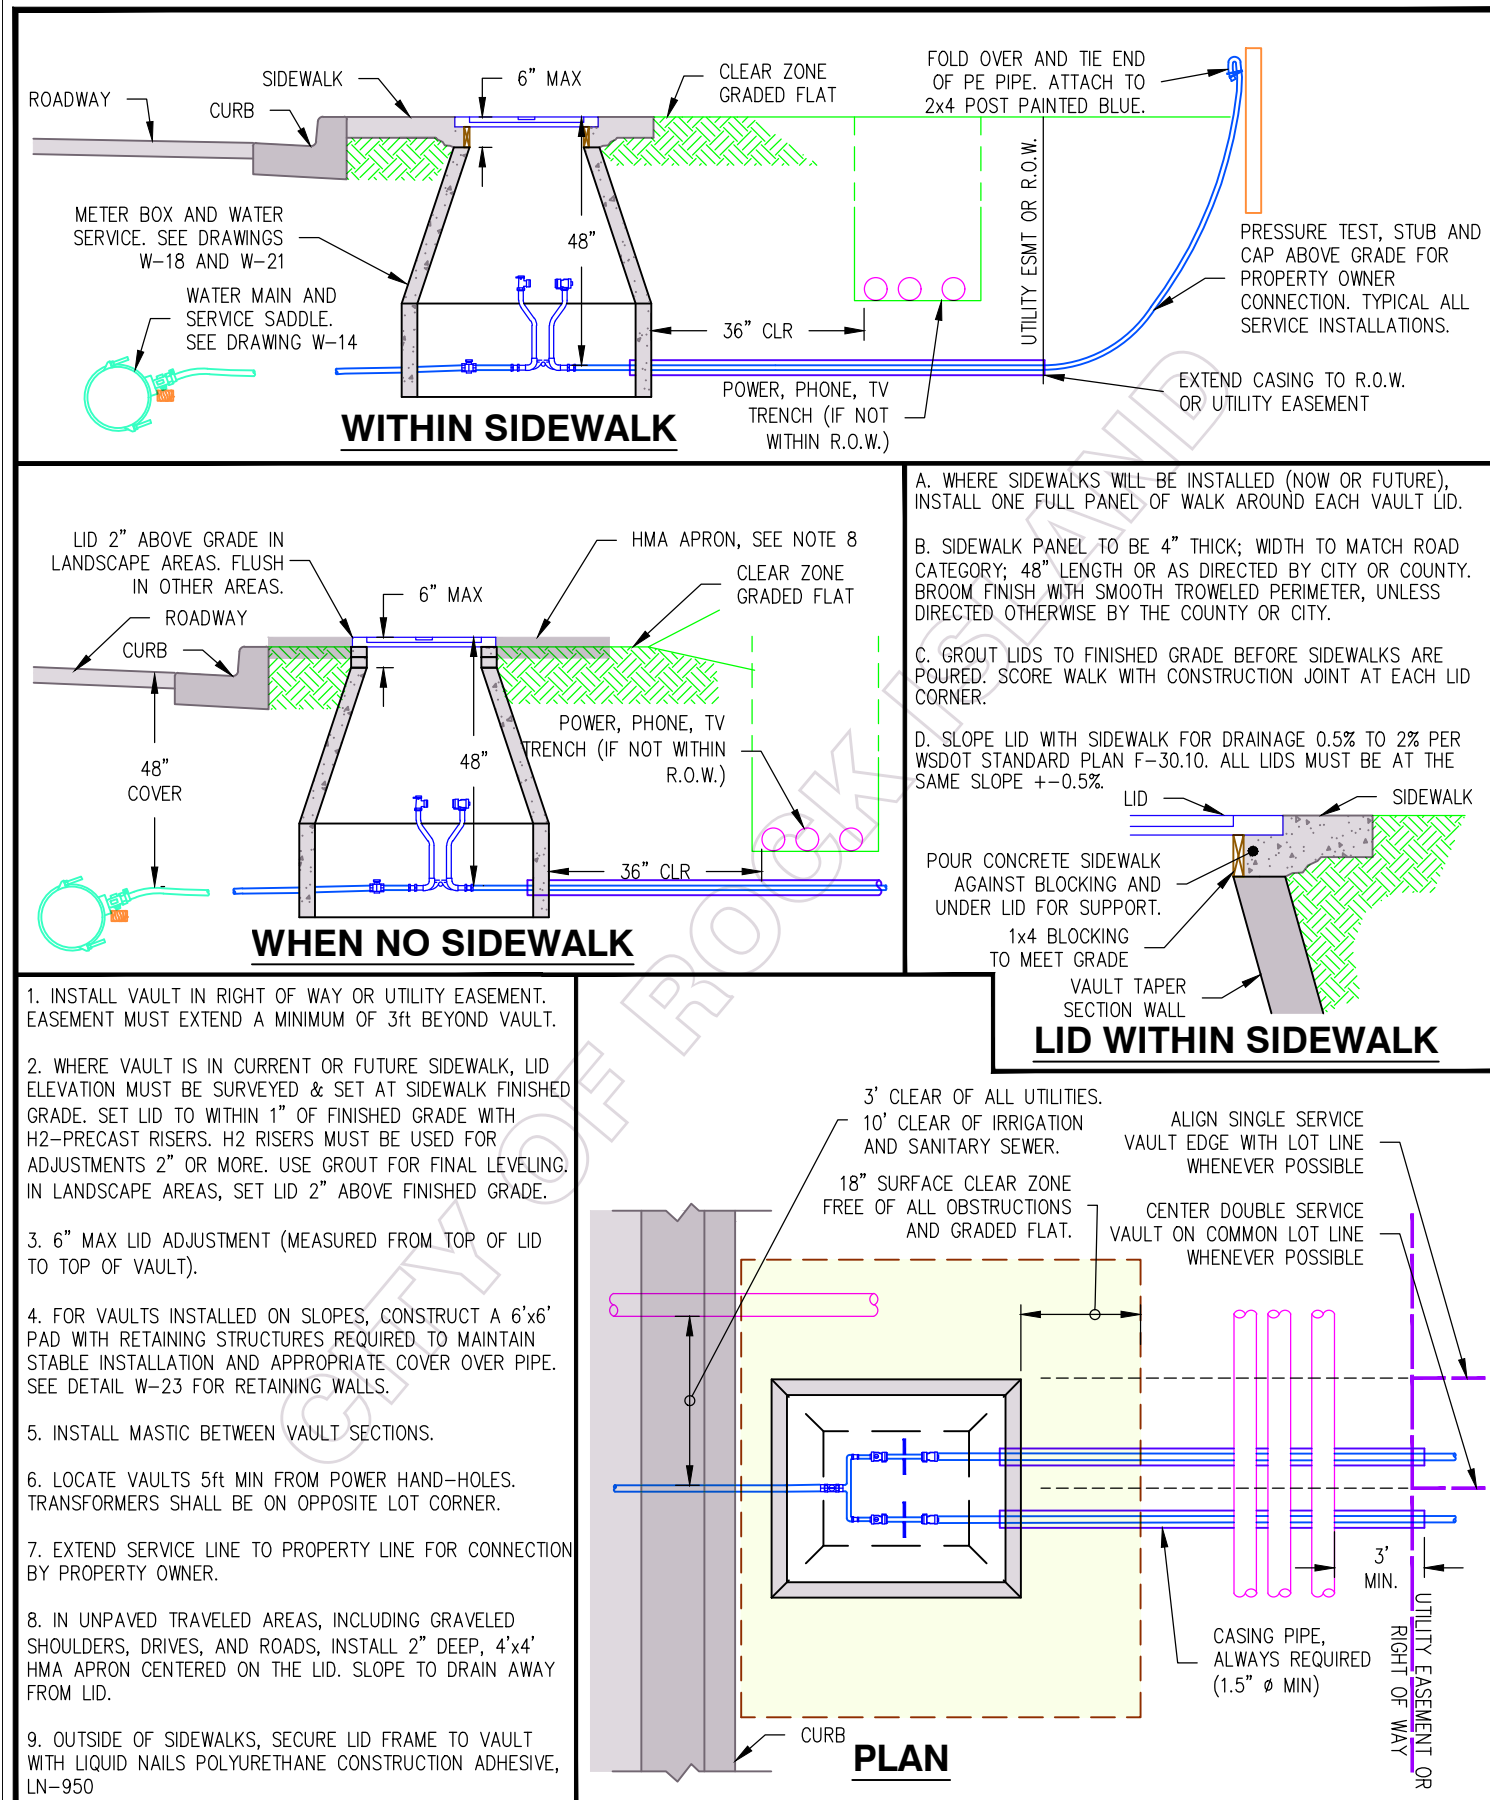 ROADWAY
SIDEWALK
CURB
6" MAX
CLEAR ZONE
GRADED FLAT
FOLD OVER AND TIE END
OF PE PIPE. ATTACH TO
2x4 POST PAINTED BLUE.
METER BOX AND WATER
SERVICE. SEE DRAWINGS
W-18 AND W-21
WATER MAIN AND
SERVICE SADDLE.
SEE DRAWING W-14
48"
36" CLR
POWER, PHONE, TV
TRENCH (IF NOT
WITHIN R.O.W.)
UTILITY ESMT OR R.O.W.
PRESSURE TEST, STUB AND
CAP ABOVE GRADE FOR
PROPERTY OWNER
CONNECTION. TYPICAL ALL
SERVICE INSTALLATIONS.
EXTEND CASING TO R.O.W.
OR UTILITY EASEMENT
WITHIN SIDEWALK
LID 2" ABOVE GRADE IN
LANDSCAPE AREAS. FLUSH
IN OTHER AREAS.
ROADWAY
CURB
6" MAX
HMA APRON, SEE NOTE 8
CLEAR ZONE
GRADED FLAT
48"
COVER
48"
POWER, PHONE, TV
TRENCH (IF NOT WITHIN
R.O.W.)
36" CLR
WHEN NO SIDEWALK
A. WHERE SIDEWALKS WILL BE INSTALLED (NOW OR FUTURE),
INSTALL ONE FULL PANEL OF WALK AROUND EACH VAULT LID.
B. SIDEWALK PANEL TO BE 4" THICK; WIDTH TO MATCH ROAD
CATEGORY; 48" LENGTH OR AS DIRECTED BY CITY OR COUNTY.
BROOM FINISH WITH SMOOTH TROWELED PERIMETER, UNLESS
DIRECTED OTHERWISE BY THE COUNTY OR CITY.
C. GROUT LIDS TO FINISHED GRADE BEFORE SIDEWALKS ARE
POURED. SCORE WALK WITH CONSTRUCTION JOINT AT EACH LID
CORNER.
D. SLOPE LID WITH SIDEWALK FOR DRAINAGE 0.5% TO 2% PER
WSDOT STANDARD PLAN F-30.10. ALL LIDS MUST BE AT THE
SAME SLOPE +-0.5%.
LID
SIDEWALK
POUR CONCRETE SIDEWALK
AGAINST BLOCKING AND
UNDER LID FOR SUPPORT.
1x4 BLOCKING
TO MEET GRADE
VAULT TAPER
SECTION WALL
LID WITHIN SIDEWALK
1. INSTALL VAULT IN RIGHT OF WAY OR UTILITY EASEMENT.
EASEMENT MUST EXTEND A MINIMUM OF 3ft BEYOND VAULT.
2. WHERE VAULT IS IN CURRENT OR FUTURE SIDEWALK, LID
ELEVATION MUST BE SURVEYED & SET AT SIDEWALK FINISHED
GRADE. SET LID TO WITHIN 1" OF FINISHED GRADE WITH
H2-PRECAST RISERS. H2 RISERS MUST BE USED FOR
ADJUSTMENTS 2" OR MORE. USE GROUT FOR FINAL LEVELING.
IN LANDSCAPE AREAS, SET LID 2" ABOVE FINISHED GRADE.
3. 6" MAX LID ADJUSTMENT (MEASURED FROM TOP OF LID
TO TOP OF VAULT).
4. FOR VAULTS INSTALLED ON SLOPES, CONSTRUCT A 6'x6'
PAD WITH RETAINING STRUCTURES REQUIRED TO MAINTAIN
STABLE INSTALLATION AND APPROPRIATE COVER OVER PIPE.
SEE DETAIL W-23 FOR RETAINING WALLS.
5. INSTALL MASTIC BETWEEN VAULT SECTIONS.
6. LOCATE VAULTS 5ft MIN FROM POWER HAND-HOLES.
TRANSFORMERS SHALL BE ON OPPOSITE LOT CORNER.
7. EXTEND SERVICE LINE TO PROPERTY LINE FOR CONNECTION
BY PROPERTY OWNER.
8. IN UNPAVED TRAVELED AREAS, INCLUDING GRAVELED
SHOULDERS, DRIVES, AND ROADS, INSTALL 2" DEEP, 4'x4'
HMA APRON CENTERED ON THE LID. SLOPE TO DRAIN AWAY
FROM LID.
9. OUTSIDE OF SIDEWALKS, SECURE LID FRAME TO VAULT
WITH LIQUID NAILS POLYURETHANE CONSTRUCTION ADHESIVE,
LN-950
3' CLEAR OF ALL UTILITIES.
10' CLEAR OF IRRIGATION
AND SANITARY SEWER.
18" SURFACE CLEAR ZONE
FREE OF ALL OBSTRUCTIONS
AND GRADED FLAT.
ALIGN SINGLE SERVICE
VAULT EDGE WITH LOT LINE
WHENEVER POSSIBLE
CENTER DOUBLE SERVICE
VAULT ON COMMON LOT LINE
WHENEVER POSSIBLE
3'
MIN.
CASING PIPE,
ALWAYS REQUIRED
(1.5" ø MIN)
UTILITY EASEMENT OR
RIGHT OF WAY
CURB
PLAN
CITY OF ROCK ISLAND